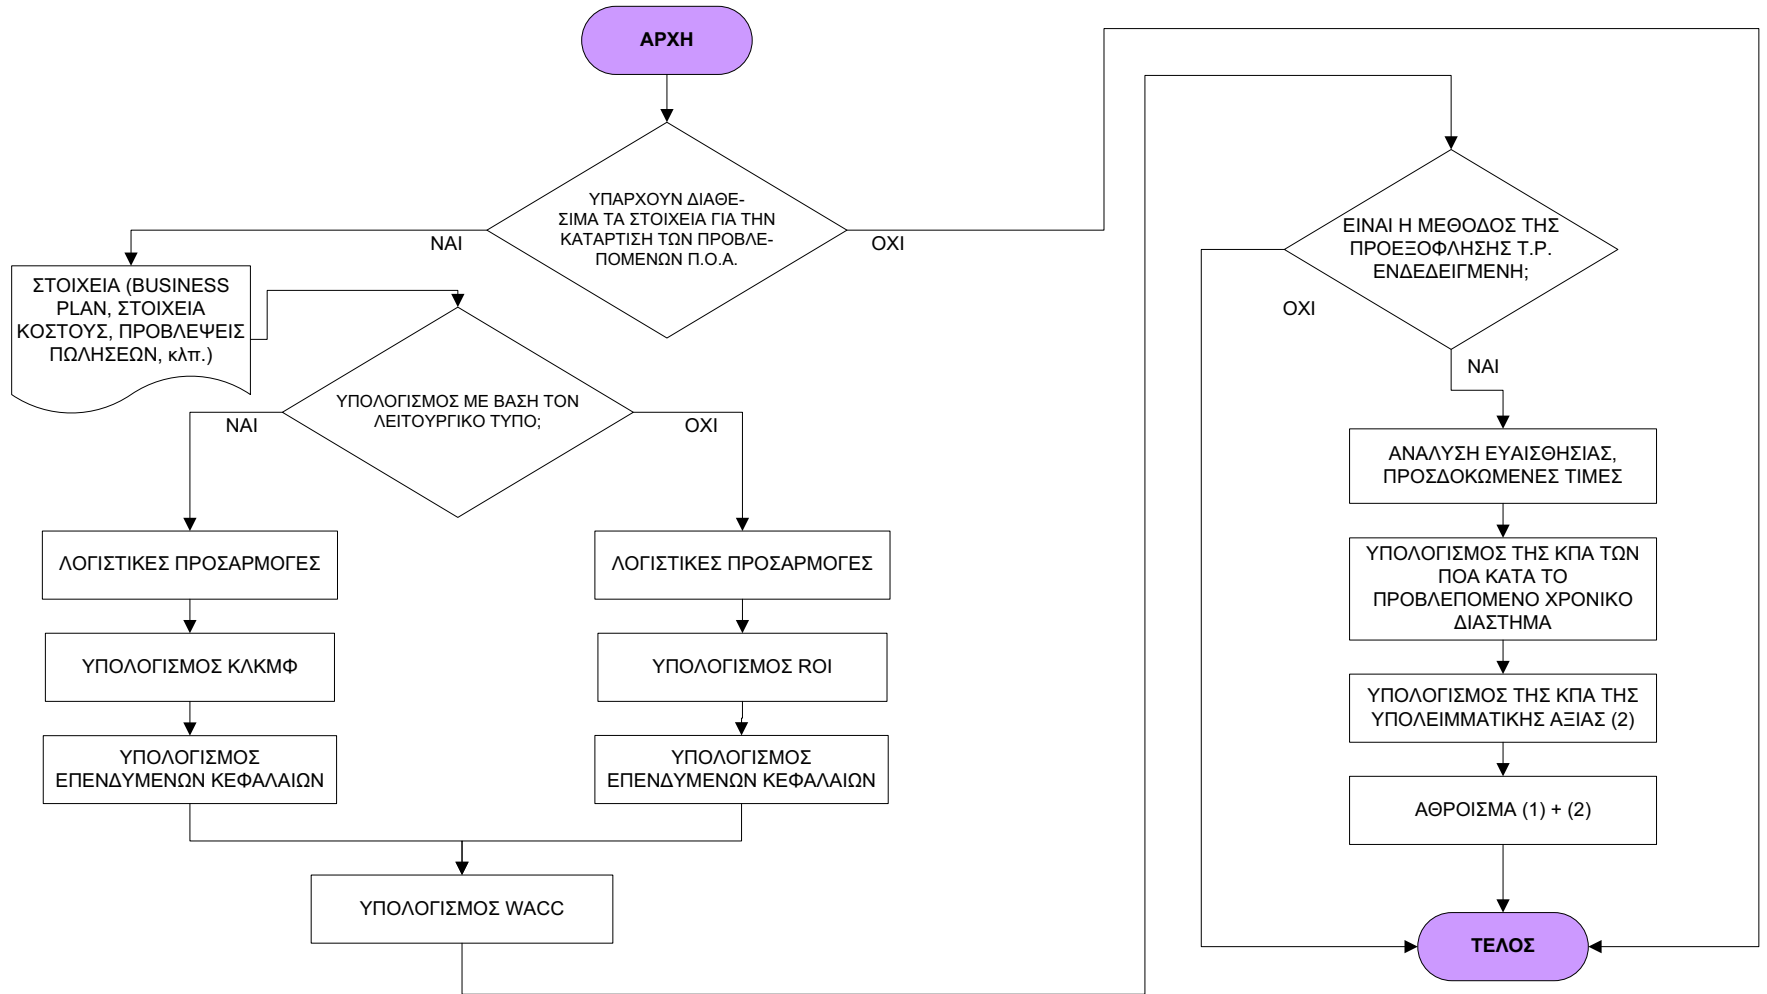 ΑΡΧΗ
ΥΠΑΡΧΟΥΝ ΔΙΑΘΕ-
ΣΙΜΑ ΤΑ ΣΤΟΙΧΕΙΑ ΓΙΑ ΤΗΝ
ΚΑΤΑΡΤΙΣΗ ΤΩΝ ΠΡΟΒΛΕ-
ΠΟΜΕΝΩΝ Π.Ο.Α.
ΝΑΙ
ΟΧΙ
ΣΤΟΙΧΕΙΑ (BUSINESS
PLAN, ΣΤΟΙΧΕΙΑ
ΚΟΣΤΟΥΣ, ΠΡΟΒΛΕΨΕΙΣ
ΠΩΛΗΣΕΩΝ, κλπ.)
ΥΠΟΛΟΓΙΣΜΟΣ ΜΕ ΒΑΣΗ ΤΟΝ
ΛΕΙΤΟΥΡΓΙΚΟ ΤΥΠΟ;
ΝΑΙ
ΟΧΙ
ΛΟΓΙΣΤΙΚΕΣ ΠΡΟΣΑΡΜΟΓΕΣ
ΥΠΟΛΟΓΙΣΜΟΣ ΚΛΚΜΦ
ΥΠΟΛΟΓΙΣΜΟΣ
ΕΠΕΝΔΥΜΕΝΩΝ ΚΕΦΑΛΑΙΩΝ
ΛΟΓΙΣΤΙΚΕΣ ΠΡΟΣΑΡΜΟΓΕΣ
ΥΠΟΛΟΓΙΣΜΟΣ ROI
ΥΠΟΛΟΓΙΣΜΟΣ
ΕΠΕΝΔΥΜΕΝΩΝ ΚΕΦΑΛΑΙΩΝ
ΥΠΟΛΟΓΙΣΜΟΣ WACC
ΕΙΝΑΙ Η ΜΕΘΟΔΟΣ ΤΗΣ
ΠΡΟΕΞΟΦΛΗΣΗΣ Τ.Ρ.
ΕΝΔΕΔΕΙΓΜΕΝΗ;
ΟΧΙ
ΝΑΙ
ΑΝΑΛΥΣΗ ΕΥΑΙΣΘΗΣΙΑΣ,
ΠΡΟΣΔΟΚΩΜΕΝΕΣ ΤΙΜΕΣ
ΥΠΟΛΟΓΙΣΜΟΣ ΤΗΣ ΚΠΑ ΤΩΝ
ΠΟΑ ΚΑΤΑ ΤΟ
ΠΡΟΒΛΕΠΟΜΕΝΟ ΧΡΟΝΙΚΟ
ΔΙΑΣΤΗΜΑ
ΥΠΟΛΟΓΙΣΜΟΣ ΤΗΣ ΚΠΑ ΤΗΣ
ΥΠΟΛΕΙΜΜΑΤΙΚΗΣ ΑΞΙΑΣ (2)
ΑΘΡΟΙΣΜΑ (1) + (2)
ΤΕΛΟΣ